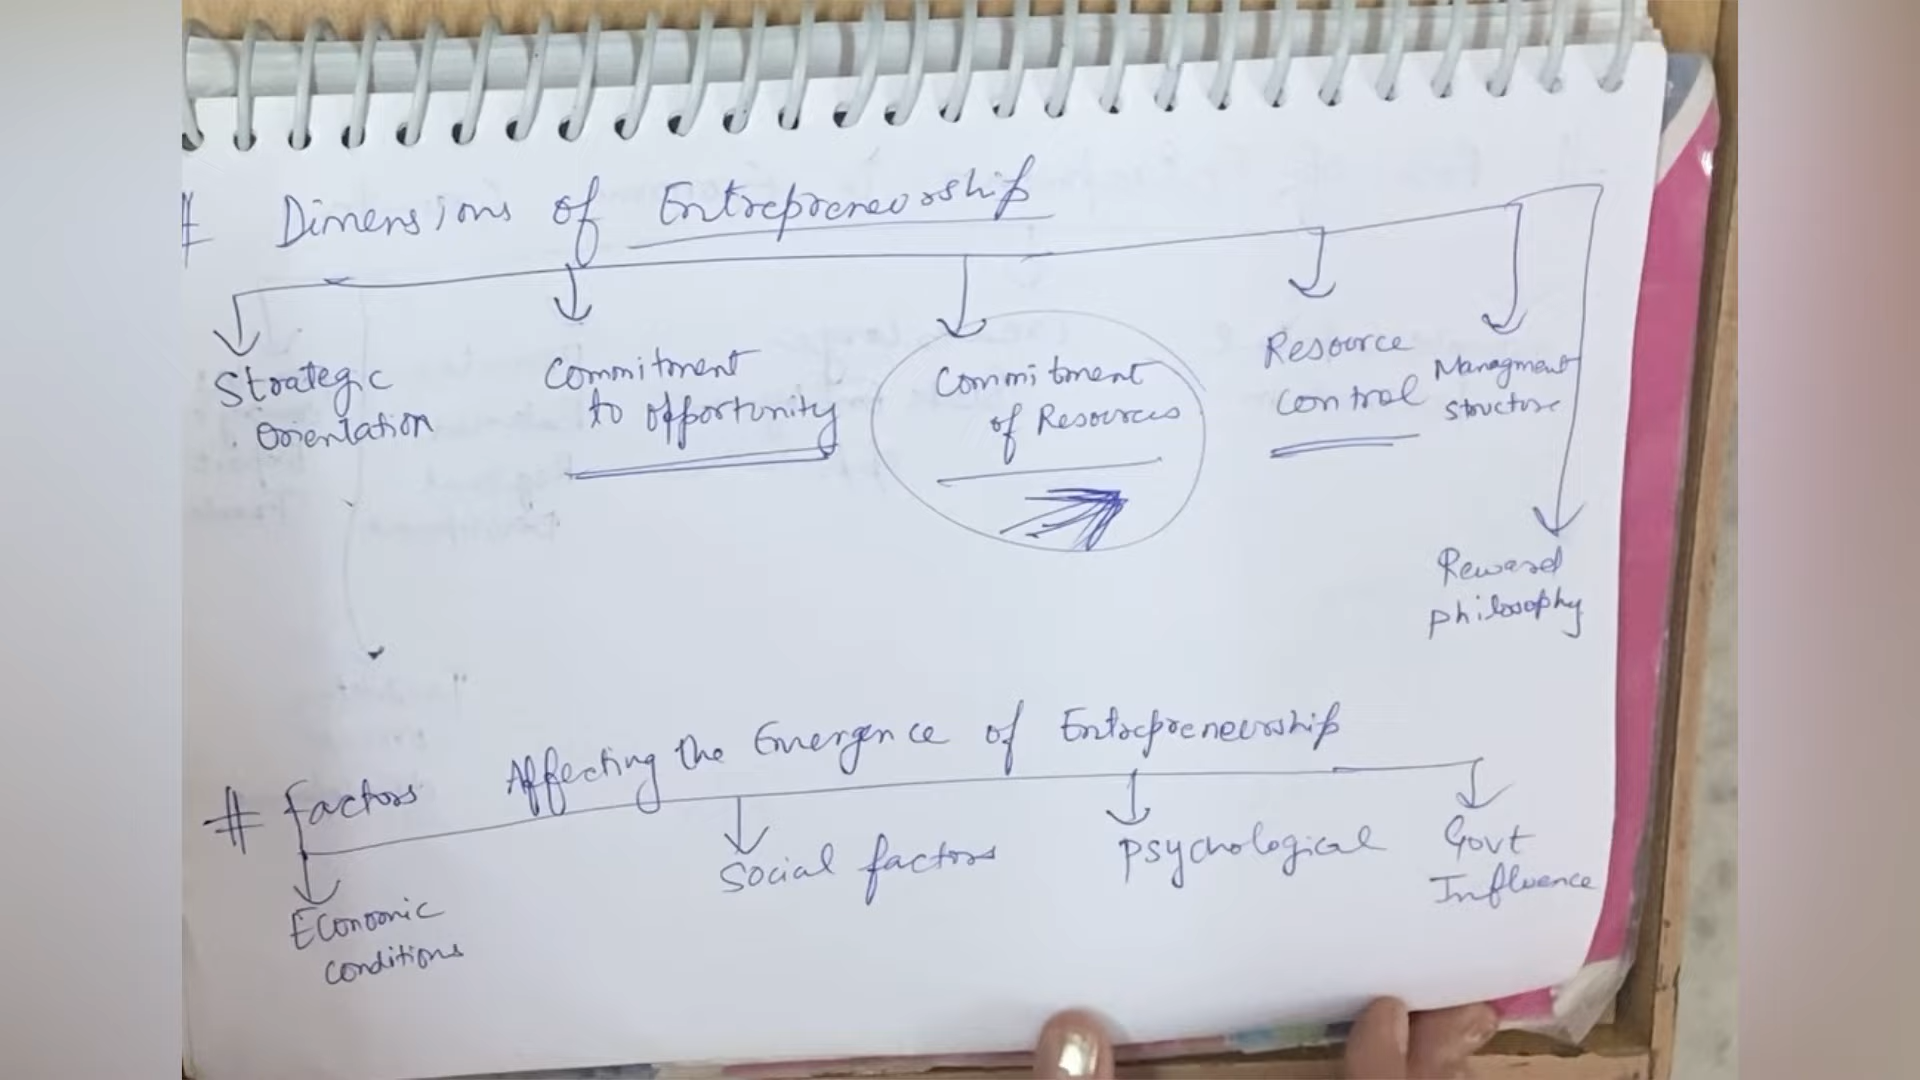 # Dimensions of Entrepreneurship
Strategic
Orientation
Commitment
to opportunity
Commitment
of Resources
Resource
control
Managment
structure
Reward
philosophy
# factors Affecting the Emergence of Entrepreneurship
Economic
conditions
Social factors
Psychological
Govt
Influence